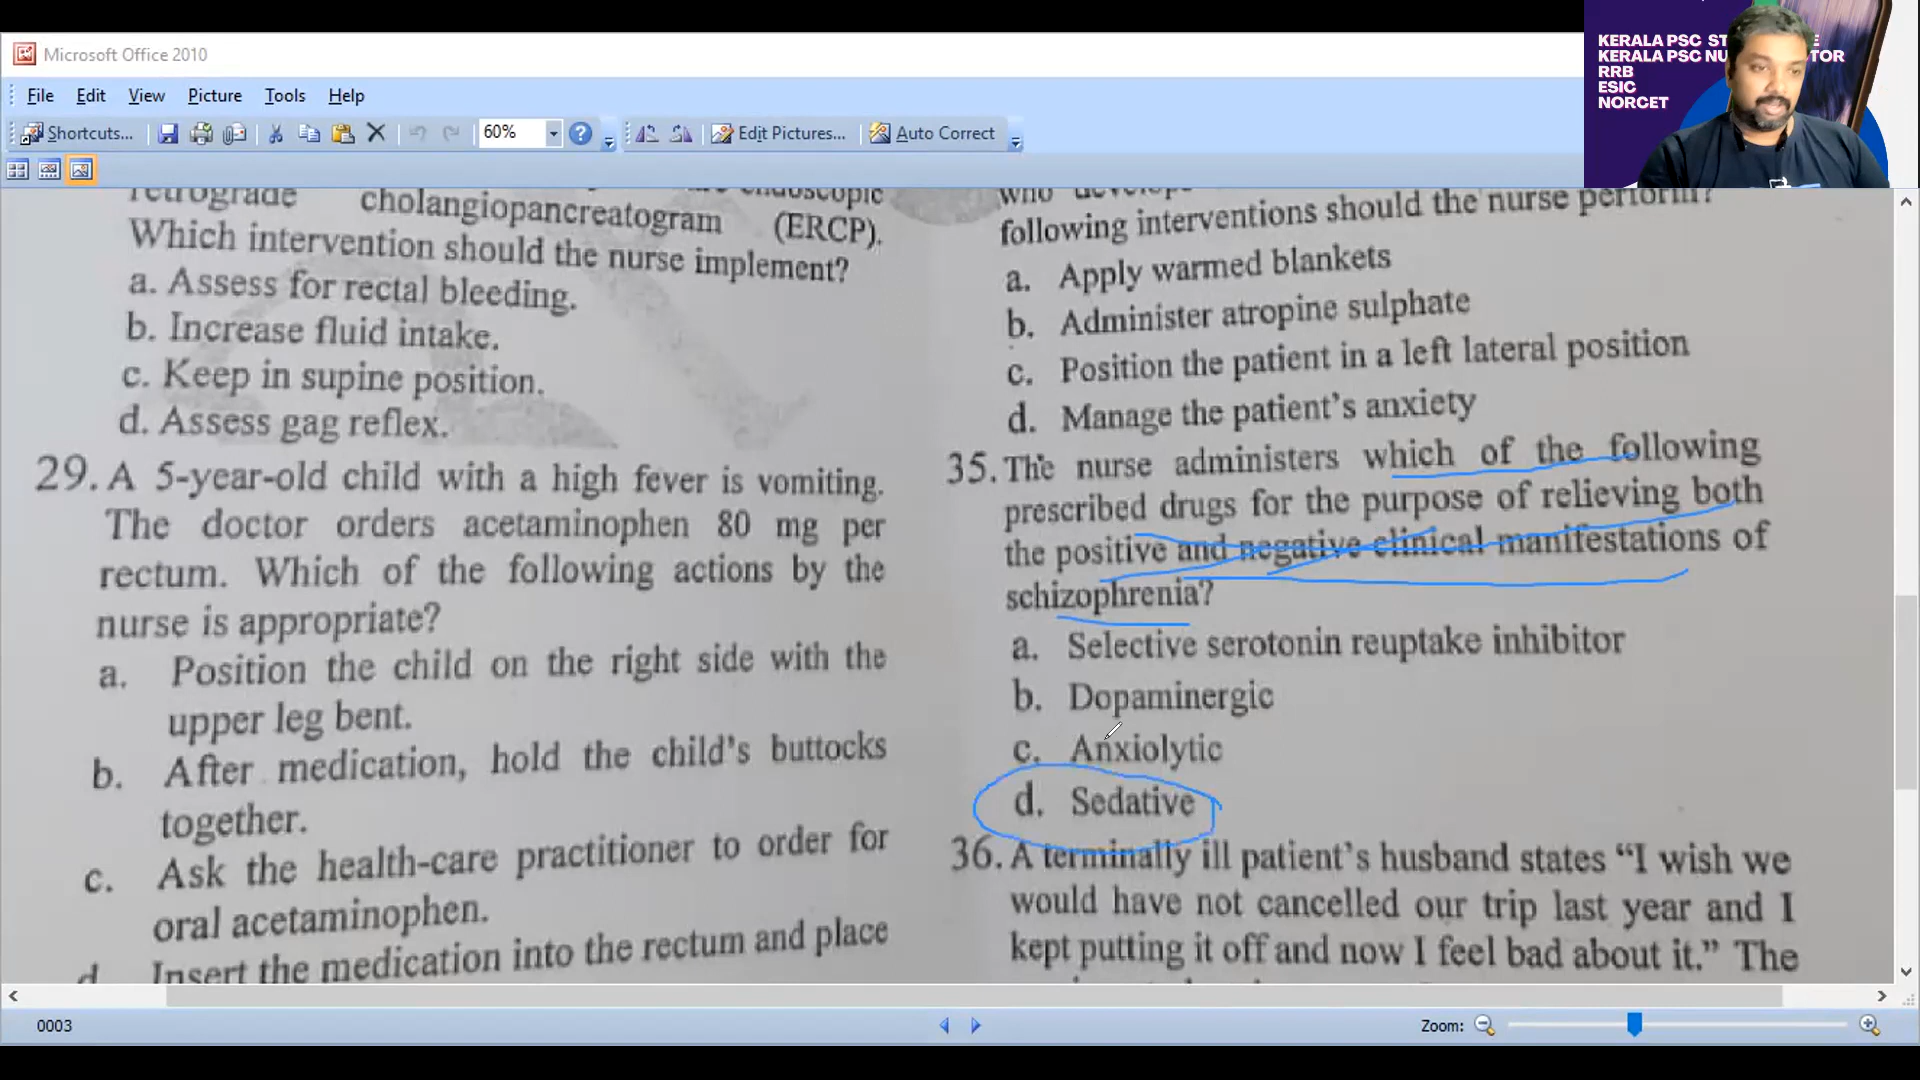 Microsoft Office 2010
File Edit View Picture Tools Help
Shortcuts... 60% Edit Pictures... Auto Correct
KERALA PSC ST
KERALA PSC NU TOR
RRB
ESIC
NORCET
retrograde cholangiopancreatogram (ERCP).
Which intervention should the nurse implement?
a. Assess for rectal bleeding.
b. Increase fluid intake.
c. Keep in supine position.
d. Assess gag reflex.
29. A 5-year-old child with a high fever is vomiting.
The doctor orders acetaminophen 80 mg per
rectum. Which of the following actions by the
nurse is appropriate?
a. Position the child on the right side with the
upper leg bent.
b. After medication, hold the child's buttocks
together.
c. Ask the health-care practitioner to order for
oral acetaminophen.
d Insert the medication into the rectum and place
following interventions should the nurse perform?
a. Apply warmed blankets
b. Administer atropine sulphate
c. Position the patient in a left lateral position
d. Manage the patient's anxiety
35. The nurse administers which of the following
prescribed drugs for the purpose of relieving both
the positive and negative clinical manifestations of
schizophrenia?
a. Selective serotonin reuptake inhibitor
b. Dopaminergic
c. Anxiolytic
d. Sedative
36. A terminally ill patient's husband states "I wish we
would have not cancelled our trip last year and I
kept putting it off and now I feel bad about it." The
0003
Zoom: